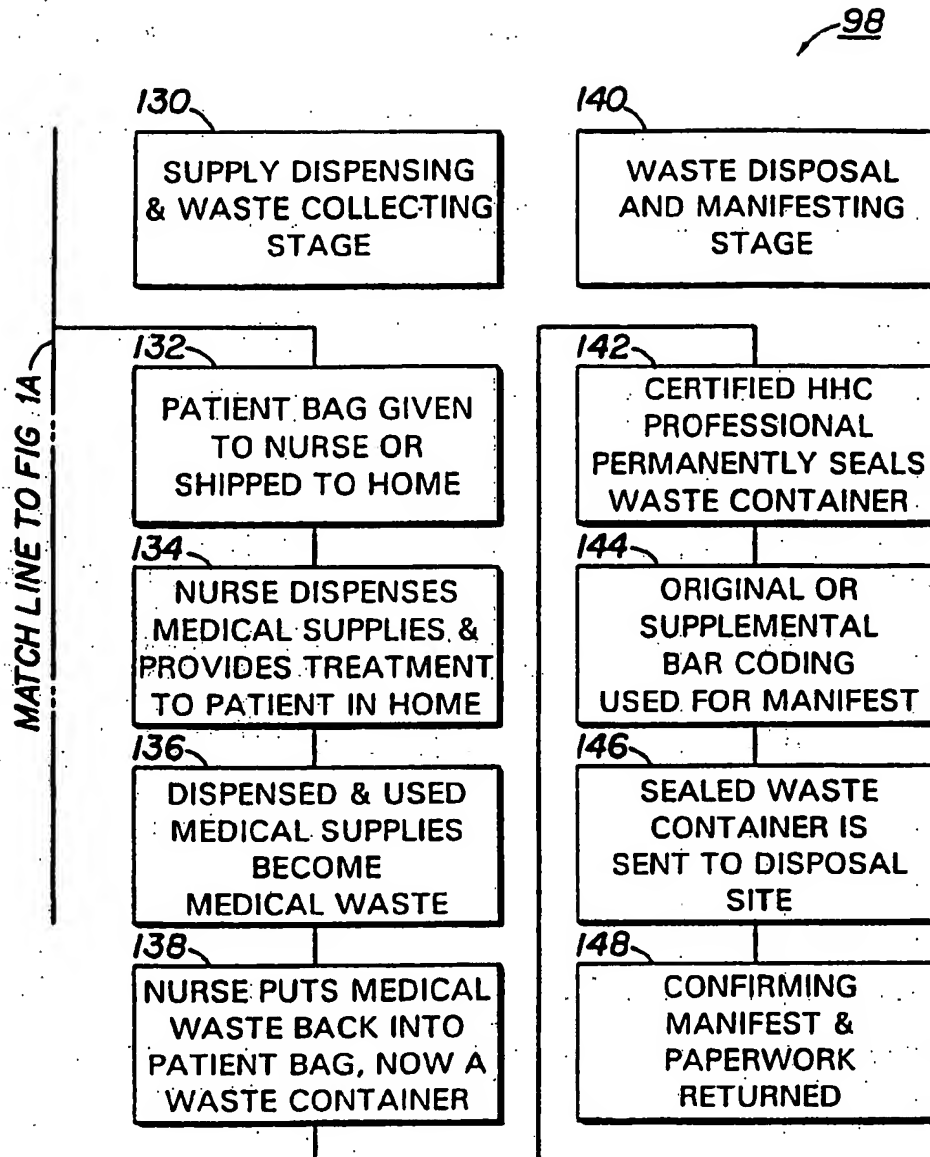 98
130
SUPPLY DISPENSING
& WASTE COLLECTING
STAGE
MATCH LINE TO FIG 1A
132
PATIENT BAG GIVEN
TO NURSE OR
SHIPPED TO HOME
134
NURSE DISPENSES
MEDICAL SUPPLIES &
PROVIDES TREATMENT
TO PATIENT IN HOME
136
DISPENSED & USED
MEDICAL SUPPLIES
BECOME
MEDICAL WASTE
138
NURSE PUTS MEDICAL
WASTE BACK INTO
PATIENT BAG, NOW A
WASTE CONTAINER
140
WASTE DISPOSAL
AND MANIFESTING
STAGE
142
CERTIFIED HHC
PROFESSIONAL
PERMANENTLY SEALS
WASTE CONTAINER
144
ORIGINAL OR
SUPPLEMENTAL
BAR CODING
USED FOR MANIFEST
146
SEALED WASTE
CONTAINER IS
SENT TO DISPOSAL
SITE
148
CONFIRMING
MANIFEST &
PAPERWORK
RETURNED